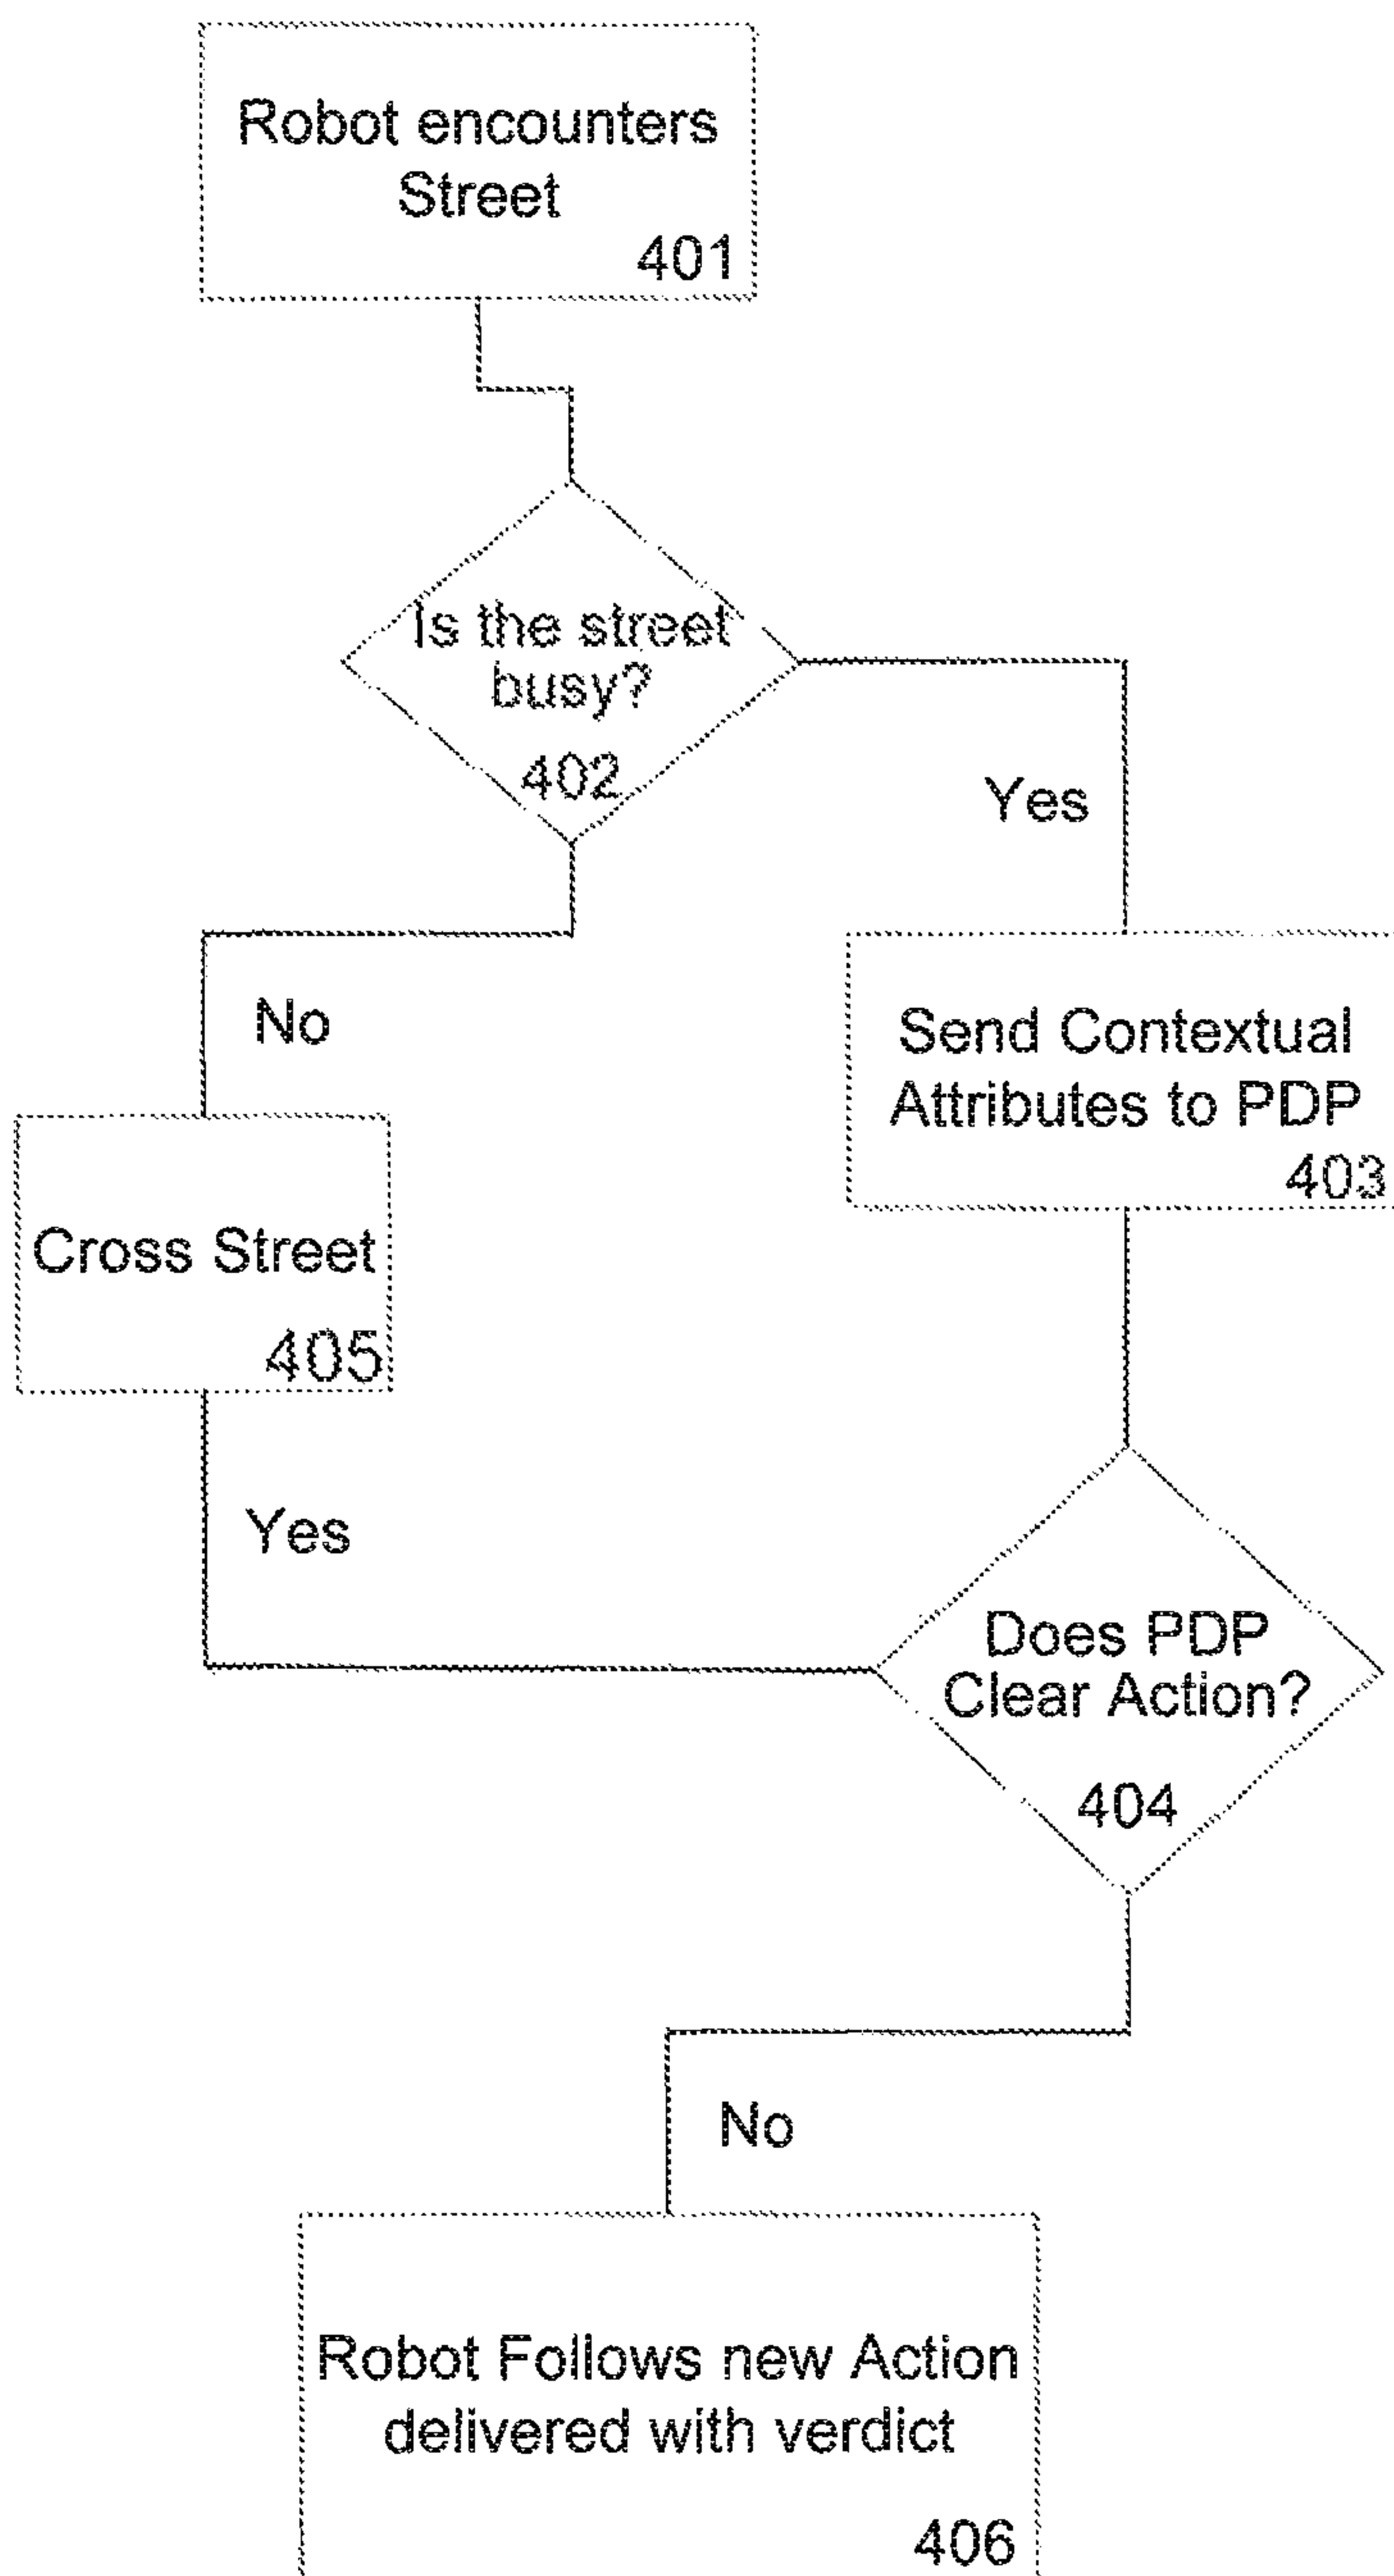 Robot encounters
Street
401
Is the street
busy?
402
Yes
No
Send Contextual
Attributes to PDP
403
Cross Street
405
Yes
Does PDP
Clear Action?
404
No
Robot Follows new Action
delivered with verdict
406